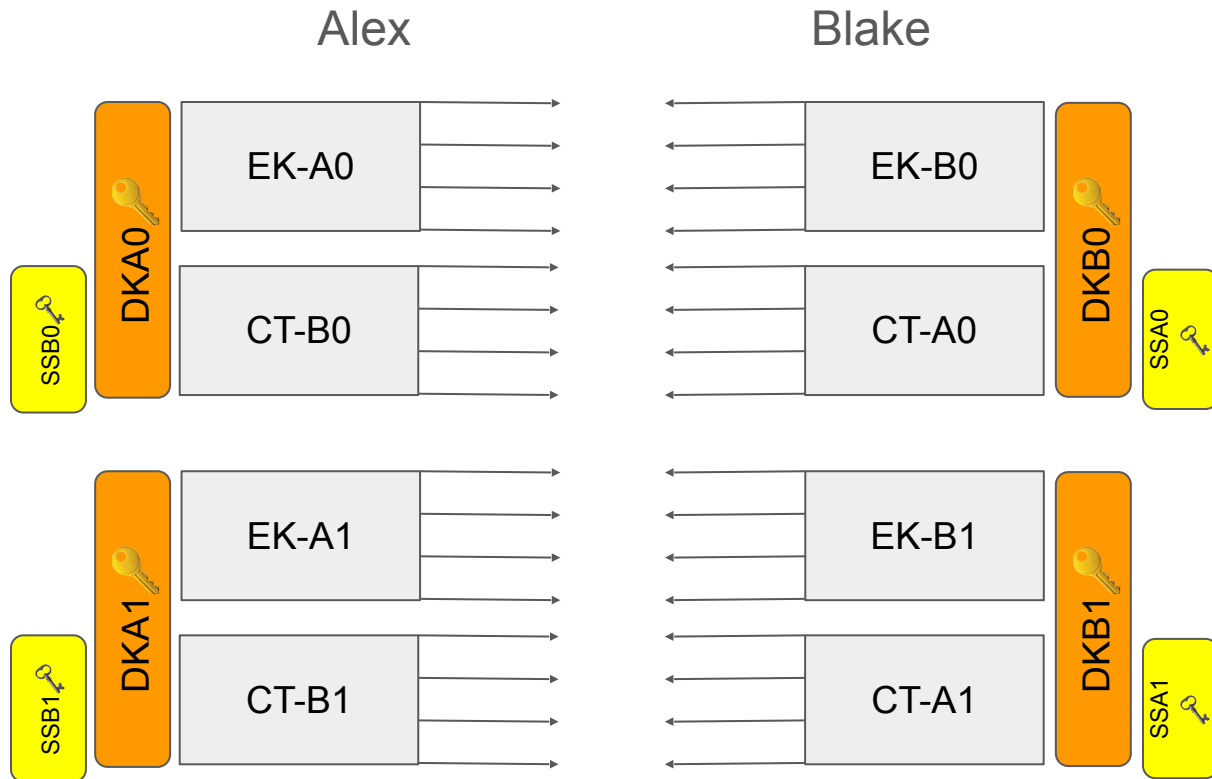 Alex
Blake
DKA0
EK-A0
EK-B0
DKB0
SSB0
CT-B0
CT-A0
SSA0
DKA1
EK-A1
EK-B1
DKB1
SSB1
CT-B1
CT-A1
SSA1